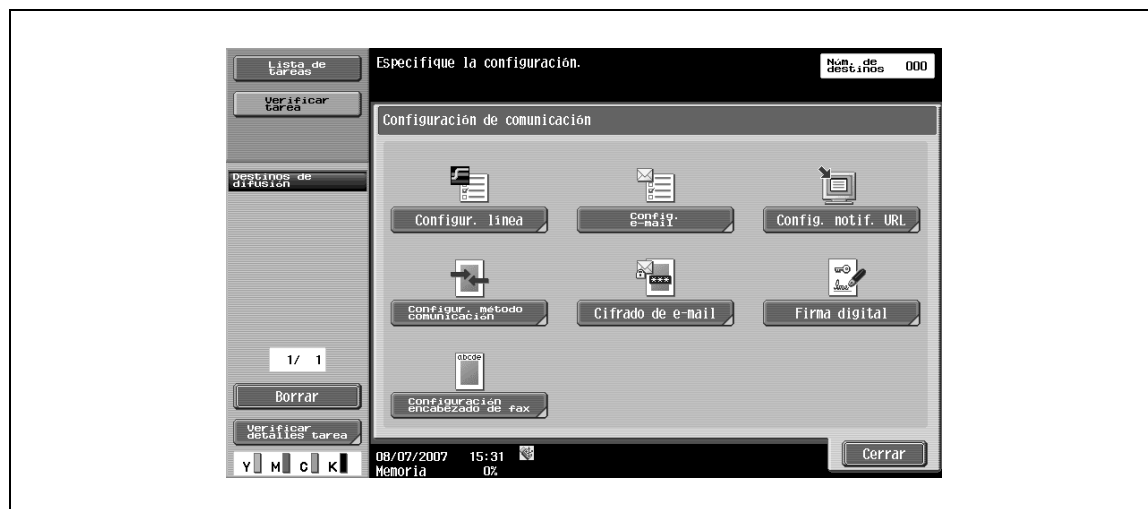 Lista de
tareas
Verificar
tarea
Destinos de
difusión
1/ 1
Borrar
Verificar
detalles tarea
Y M C K
Especifique la configuración.
Núm. de
destinos 000
Configuración de comunicación
Configur. línea
Config.
e-mail
Config. notif. URL
Configur. método
comunicación
Cifrado de e-mail
Firma digital
abcde
Configuración
encabezado de fax
08/07/2007 15:31
Memoria 0%
Cerrar